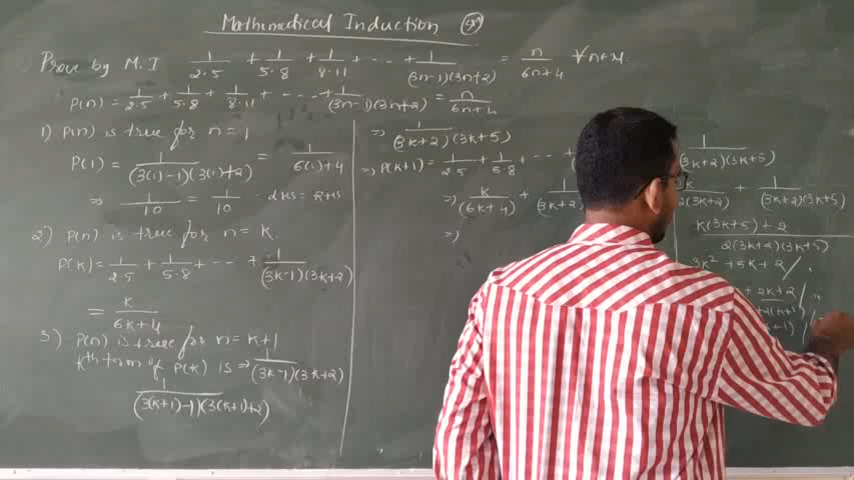 Mathematical Induction
Prove by M.I 1/2·5 + 1/5·8 + 1/8·11 + --- + 1/(3n-1)(3n+2) = n/6n+4 ∀n∈N.
P(n) = 1/2·5 + 1/5·8 + 1/8·11 + ---- + 1/(3n-1)(3n+2) = n/6n+4
1) P(n) is true for n = 1
P(1) = 1/(3(1)-1)(3(1)+2) = 1/6(1)+4
⇒ 1/10 = 1/10 LHS = RHS
2) P(n) is true for n = k.
P(k) = 1/2·5 + 1/5·8 + --- + 1/(3k-1)(3k+2)
= k/6k+4
3) P(n) is true for n = k+1
kth term of P(k) is ⇒ 1/(3k-1)(3k+2)
1/(3(k+1)-1)(3(k+1)+2)
⇒ 1/(3k+2)(3k+5)
⇒ P(k+1) = 1/2·5 + 1/5·8 + --- + 1/(3k+2)(3k+5)
⇒ k/(6k+4) + 1/(3k+2)
⇒
k/2(3k+2) + 1/(3k+2)(3k+5)
k(3k+5)+2/2(3k+2)(3k+5)
3k² + 5k + 2
+ 2k+2